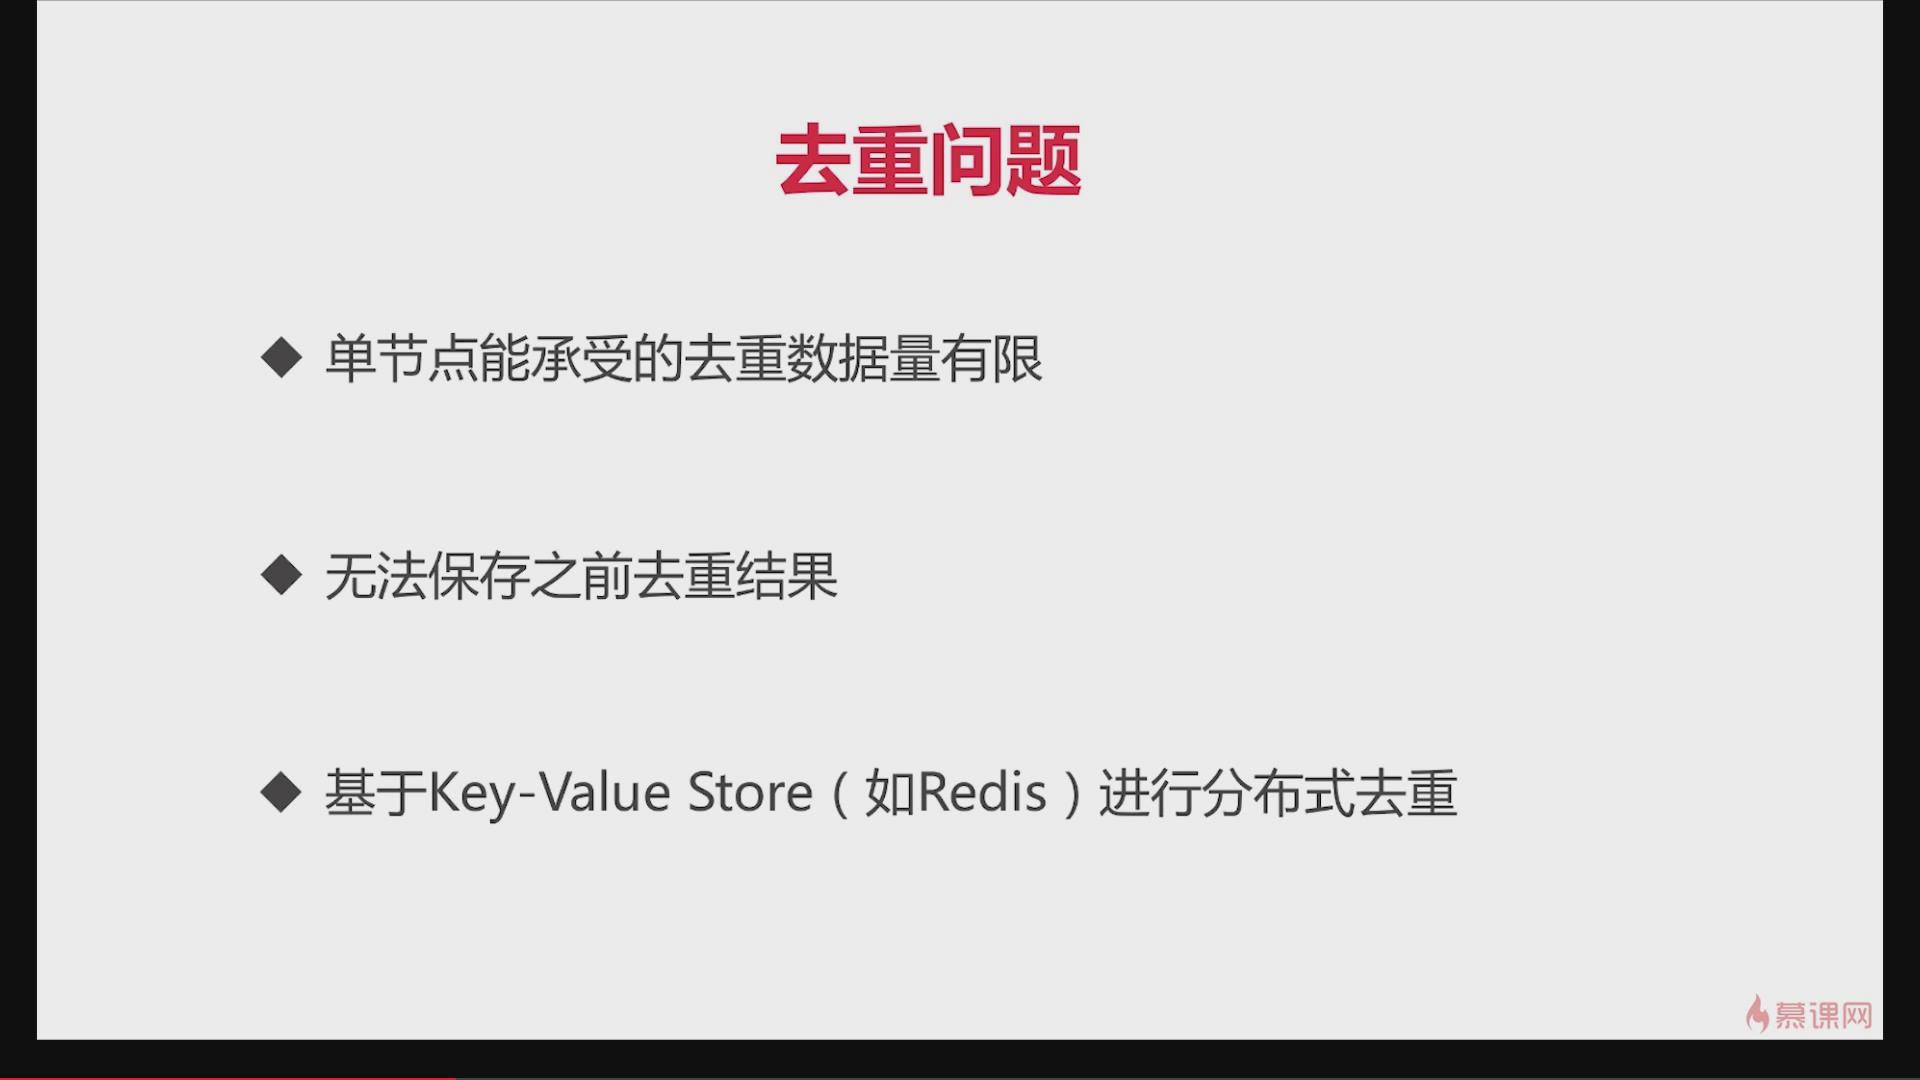 去重问题
◆ 单节点能承受的去重数据量有限
◆ 无法保存之前去重结果
◆ 基于Key-Value Store（如Redis）进行分布式去重
慕课网